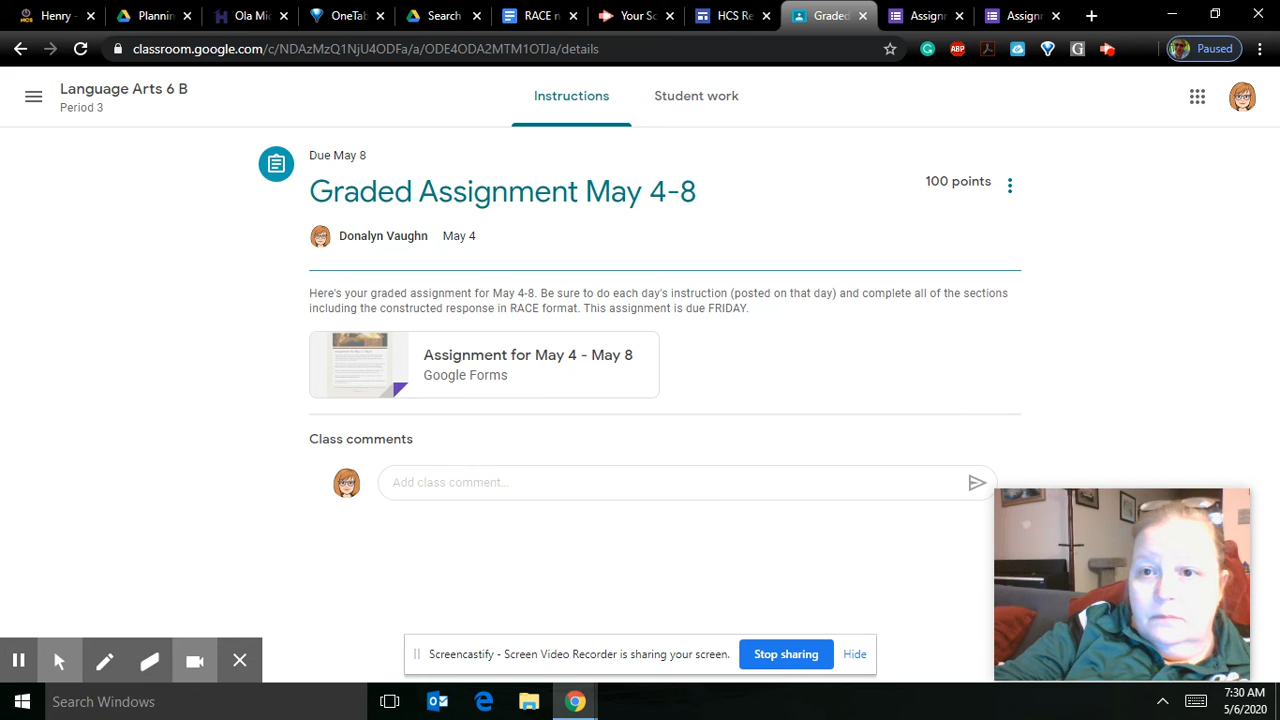 Henry -
Plannin
Ola Mic
OneTab
Search
RACE n
Your Sc
HCS Re
Graded
Assignm
Assignm
classroom.google.com/c/NDAzMzQ1NjU4ODFa/a/ODE4ODA2MTM1OTJa/details
Paused
Language Arts 6 B
Period 3
Instructions
Student work
Due May 8
Graded Assignment May 4-8
100 points
Donalyn Vaughn May 4
Here's your graded assignment for May 4-8. Be sure to do each day's instruction (posted on that day) and complete all of the sections
including the constructed response in RACE format. This assignment is due FRIDAY.
Assignment for May 4 - May 8
Google Forms
Class comments
Add class comment...
Screencastify - Screen Video Recorder is sharing your screen.
Stop sharing
Hide
Search Windows
7:30 AM
5/6/2020